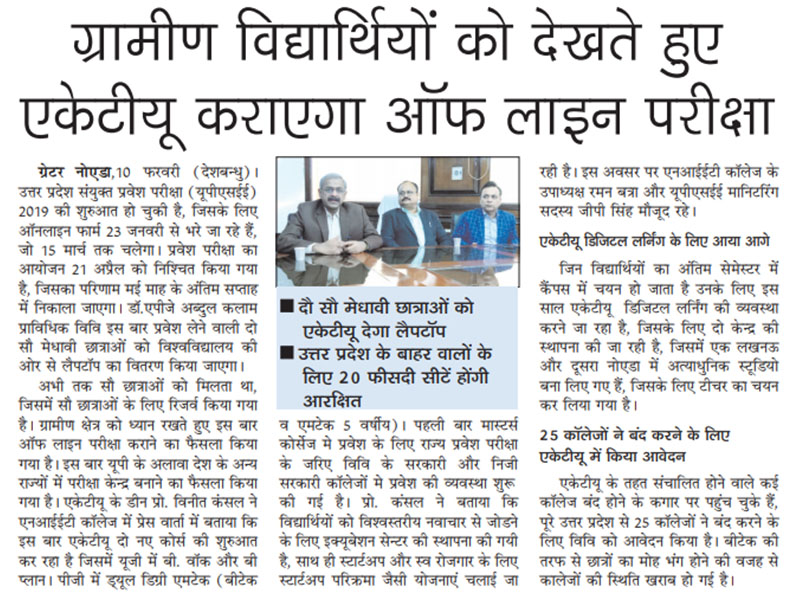 ग्रामीण विद्यार्थियों को देखते हुए
एकेटीयू कराएगा ऑफ लाइन परीक्षा
ग्रेटर नोएडा,10 फरवरी (देशबन्धु)।
उत्तर प्रदेश संयुक्त प्रवेश परीक्षा (यूपीएसईई)
2019 की शुरुआत हो चुकी है, जिसके लिए
ऑनलाइन फार्म 23 जनवरी से भरे जा रहे हैं,
जो 15 मार्च तक चलेगा। प्रवेश परीक्षा का
आयोजन 21 अप्रैल को निश्चित किया गया
है, जिसका परिणाम मई माह के अंतिम सप्ताह
में निकाला जाएगा। डॉ.एपीजे अब्दुल कलाम
प्राविधिक विवि इस बार प्रवेश लेने वाली दो
सौ मेधावी छात्राओं को विश्वविद्यालय की
ओर से लैपटॉप का वितरण किया जाएगा।
अभी तक सौ छात्राओं को मिलता था,
जिसमें सौ छात्राओं के लिए रिजर्व किया गया
है। ग्रामीण क्षेत्र को ध्यान रखते हुए इस बार
ऑफ लाइन परीक्षा कराने का फैसला किया
गया है। इस बार यूपी के अलावा देश के अन्य
राज्यों में परीक्षा केन्द्र बनाने का फैसला किया
गया है। एकेटीयू के डीन प्रो. विनीत कंसल ने
एनआईईटी कॉलेज में प्रेस वार्ता में बताया कि
इस बार एकेटीयू दो नए कोर्स की शुरुआत
कर रहा है जिसमें यूजी में बी. वॉक और बी
प्लान। पीजी में ड्यूल डिग्री एमटेक (बीटेक
■ दौ सौ मेधावी छात्राओं को
एकेटीयू देगा लैपटॉप
■ उत्तर प्रदेश के बाहर वालों के
लिए 20 फीसदी सीटें होंगी
आरक्षित
व एमटेक 5 वर्षीय)। पहली बार मास्टर्स
कोर्सेज मे प्रवेश के लिए राज्य प्रवेश परीक्षा
के जरिए विवि के सरकारी और निजी
सरकारी कॉलेजों मे प्रवेश की व्यवस्था शुरू
की गई है। प्रो. कंसल ने बताया कि
विद्यार्थियों को विश्वस्तरीय नवाचार से जोडने
के लिए इक्यूबेशन सेन्टर की स्थापना की गयी
है, साथ ही स्टार्टअप और स्व रोजगार के लिए
स्टार्टअप परिक्रमा जैसी योजनाएं चलाई जा
रही है। इस अवसर पर एनआईईटी कॉलेज के
उपाध्यक्ष रमन बत्रा और यूपीएसईई मानिटरिंग
सदस्य जीपी सिंह मौजूद रहे।
एकेटीयू डिजिटल लर्निंग के लिए आया आगे
जिन विद्यार्थियों का अंतिम सेमेस्टर में
कैंपस में चयन हो जाता है उनके लिए इस
साल एकेटीयू डिजिटल लर्निंग की व्यवस्था
करने जा रहा है, जिसके लिए दो केन्द्र की
स्थापना की जा रही है, जिसमें एक लखनऊ
और दूसरा नोएडा में अत्याधुनिक स्टूडियो
बना लिए गए हैं, जिसके लिए टीचर का चयन
कर लिया गया है।
25 कॉलेजों ने बंद करने के लिए
एकेटीयू में किया आवेदन
एकेटीयू के तहत संचालित होने वाले कई
कॉलेज बंद होने के कगार पर पहुंच चुके हैं,
पूरे उत्तर प्रदेश से 25 कॉलेजों ने बंद करने के
लिए विवि को आवेदन किया है। बीटेक की
तरफ से छात्रों का मोह भंग होने की वजह से
कालेजों की स्थिति खराब हो गई है।